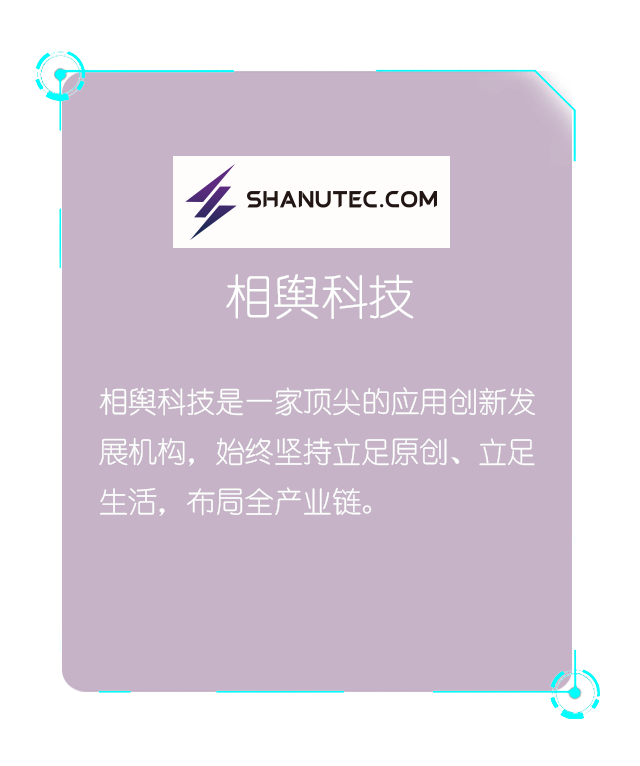 SHANUTEC.COM
相舆科技
相舆科技是一家顶尖的应用创新发
展机构，始终坚持立足原创、立足
生活，布局全产业链。